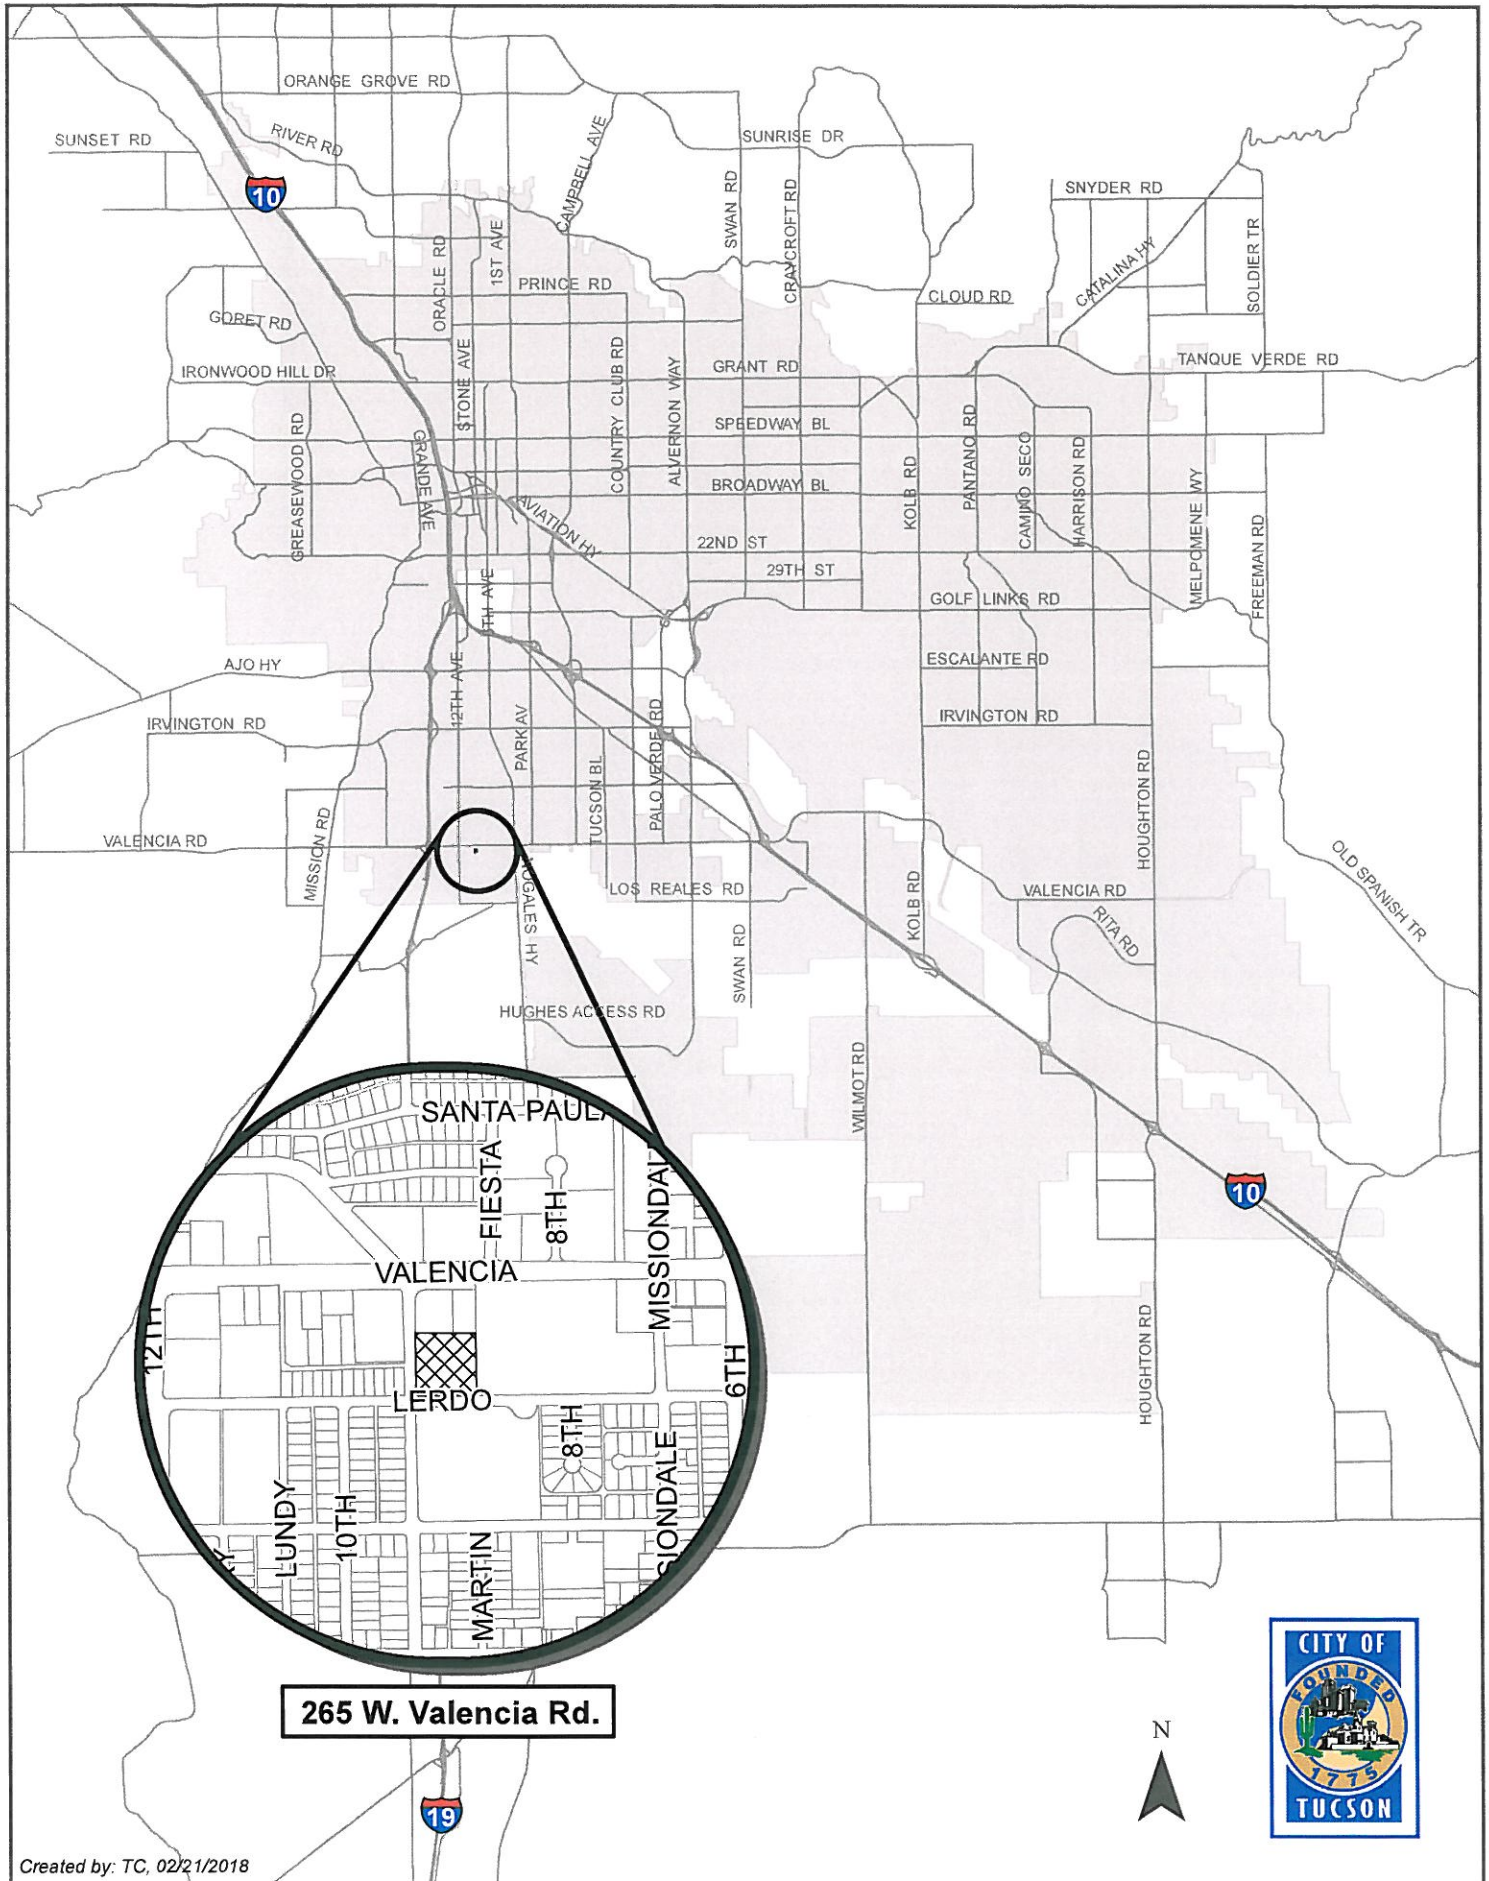 ORANGE GROVE RD
SUNSET RD
RIVER RD
CAMPBELL AVE
SUNRISE DR
10
SWAN RD
CRAYCROFT RD
SNYDER RD
SOLDIER TR
CATALINA HY
ORACLE RD
1ST AVE
PRINCE RD
CLOUD RD
GORET RD
STONE AVE
COUNTRY CLUB RD
ALVERNON WAY
GRANT RD
TANQUE VERDE RD
IRONWOOD HILL DR
SPEEDWAY BL
GREASEWOOD RD
GRANDE AVE
BROADWAY BL
KOLB RD
PANTANO RD
CAMINO SECO
HARRISON RD
MELPOMENE WY
FREEMAN RD
AVIATION HY
22ND ST
29TH ST
TH AVE
GOLF LINKS RD
AJO HY
12TH AVE
ESCALANTE RD
IRVINGTON RD
PARK AV
TUCSON BL
PALO VERDE RD
IRVINGTON RD
HOUGHTON RD
VALENCIA RD
MISSION RD
NOGALES HY
LOS REALES RD
SWAN RD
KOLB RD
VALENCIA RD
RITA RD
OLD SPANISH TR
HUGHES ACCESS RD
WILMOT RD
SANTA PAULA
FIESTA
8TH
MISSIONDAL
10
VALENCIA
12TH
6TH
HOUGHTON RD
LERDO
8TH
SIONDALE
LUNDY
10TH
MARTIN
265 W. Valencia Rd.
N
CITY OF
FOUNDED
1775
TUCSON
19
Created by: TC, 02/21/2018